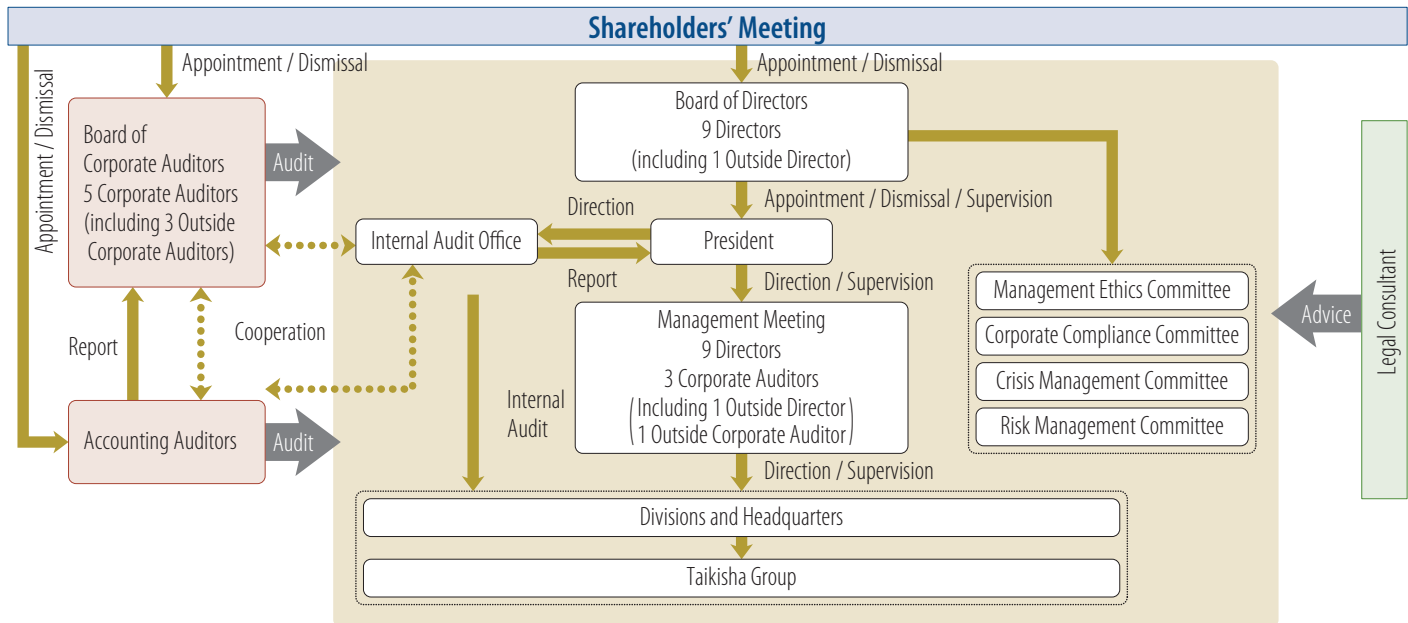 Shareholders' Meeting
Appointment / Dismissal
Appointment / Dismissal
Appointment / Dismissal
Board of
Corporate Auditors
5 Corporate Auditors
(including 3 Outside
Corporate Auditors)
Audit
Board of Directors
9 Directors
(including 1 Outside Director)
Appointment / Dismissal / Supervision
Direction
Internal Audit Office
President
Report
Direction / Supervision
Management Ethics Committee
Corporate Compliance Committee
Crisis Management Committee
Risk Management Committee
Advice
Legal Consultant
Management Meeting
9 Directors
3 Corporate Auditors
(Including 1 Outside Director
1 Outside Corporate Auditor)
Cooperation
Report
Internal
Audit
Accounting Auditors
Audit
Direction / Supervision
Divisions and Headquarters
Taikisha Group